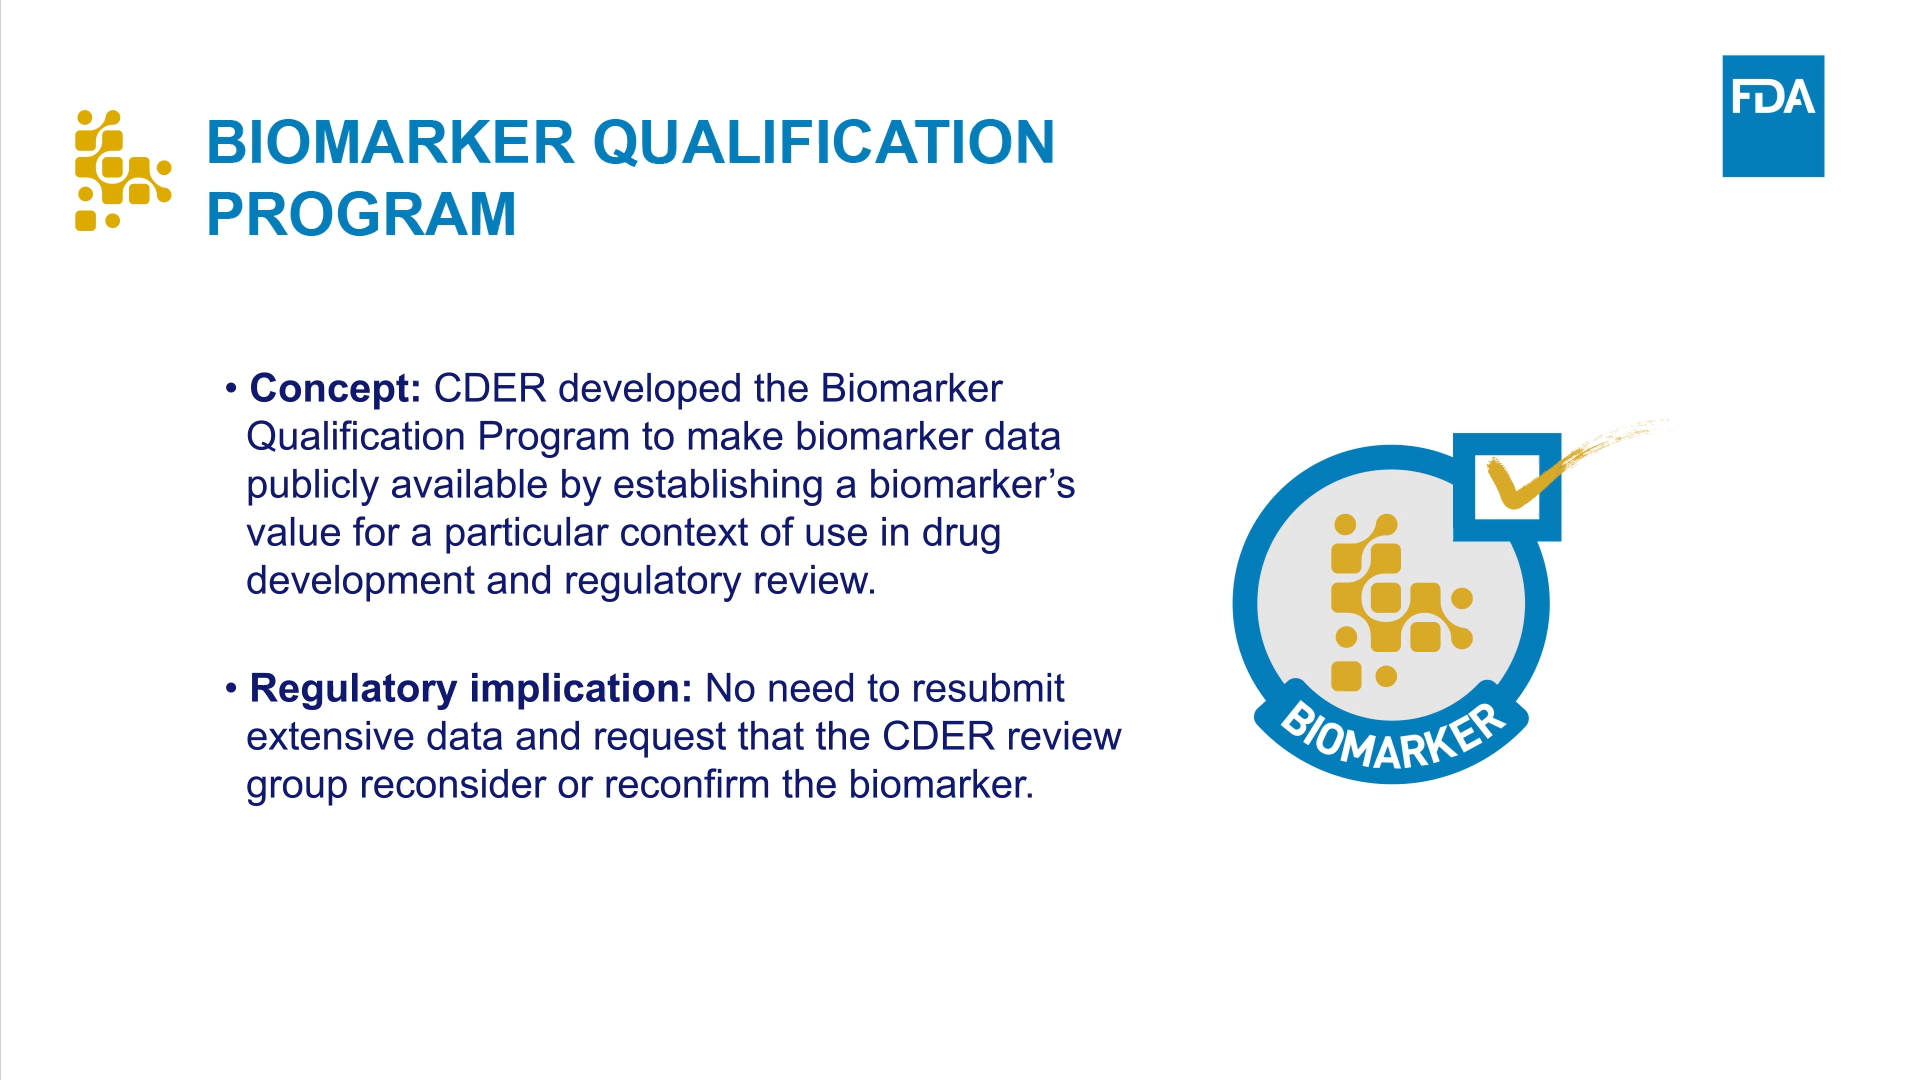 FDA
BIOMARKER QUALIFICATION
PROGRAM
• Concept: CDER developed the Biomarker
Qualification Program to make biomarker data
publicly available by establishing a biomarker’s
value for a particular context of use in drug
development and regulatory review.
• Regulatory implication: No need to resubmit
extensive data and request that the CDER review
group reconsider or reconfirm the biomarker.
BIOMARKER